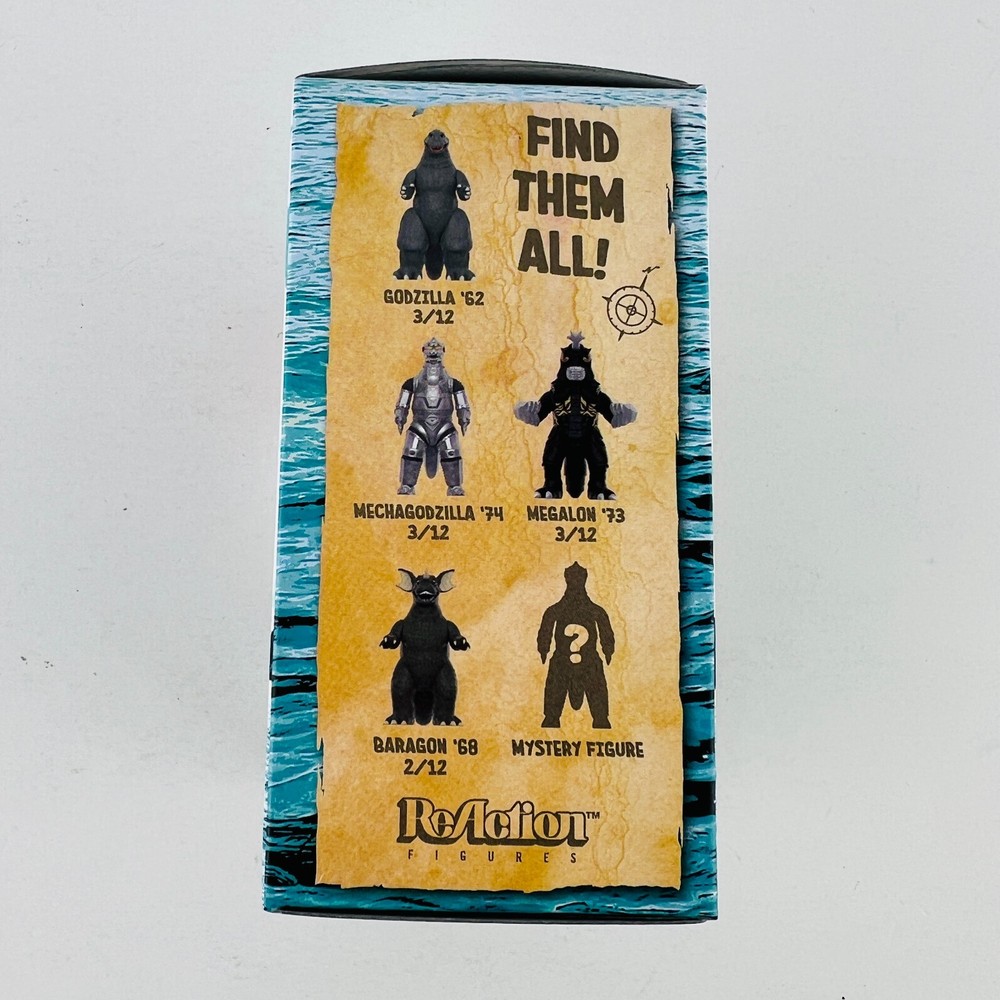 FIND
THEM
ALL!
GODZILLA '62
3/12
N
MECHAGODZILLA '74
3/12
MEGALON '73
3/12
BARAGON '68
2/12
?
MYSTERY FIGURE
ReAction™
FIGURES